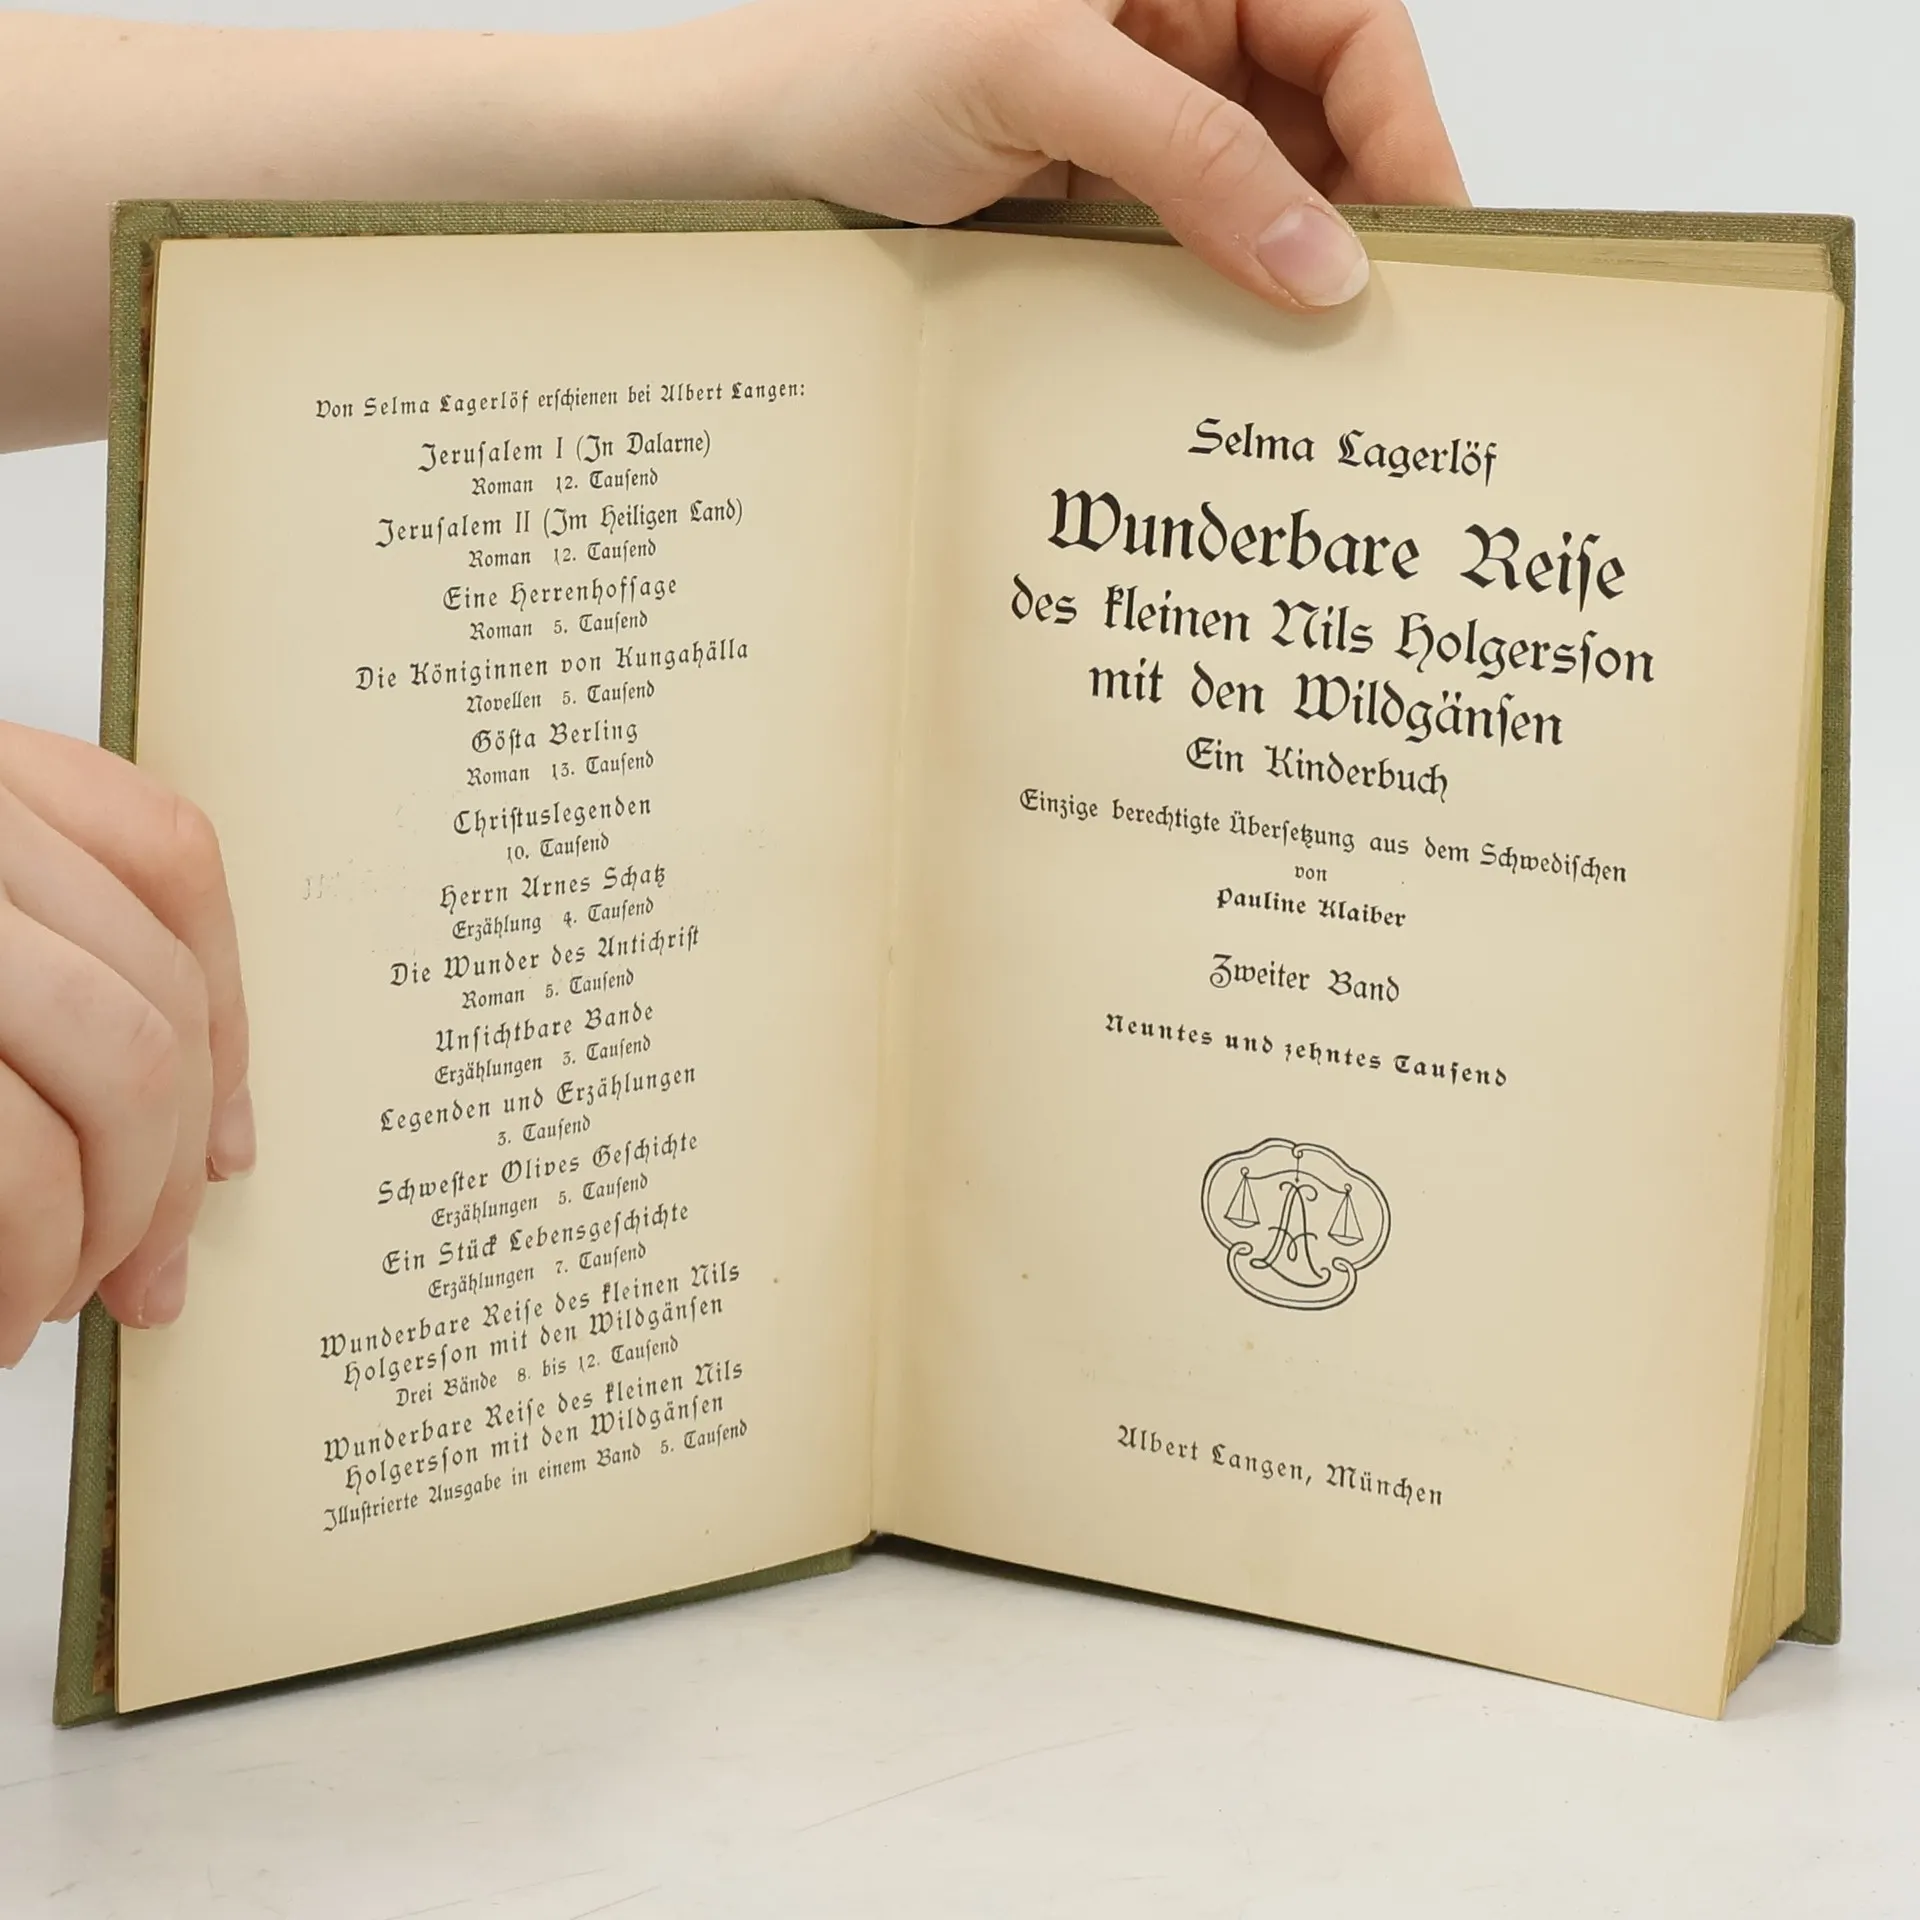 Von Selma Lagerlöf erſchienen bei Albert Langen:
Jeruſalem I (In Dalarne)
Roman 12. Tauſend
Jeruſalem II (Im Heiligen Land)
Roman 12. Tauſend
Eine Herrenhofſage
Roman 5. Tauſend
Die Königinnen von Kungahälla
Novellen 5. Tauſend
Göſta Berling
Roman 13. Tauſend
Chriſtuslegenden
10. Tauſend
Herrn Arnes Schatz
Erzählung 4. Tauſend
Die Wunder des Antichriſt
Roman 5. Tauſend
Unſichtbare Bande
Erzählungen 3. Tauſend
Legenden und Erzählungen
3. Tauſend
Schweſter Olives Geſchichte
Erzählungen 5. Tauſend
Ein Stück Lebensgeſchichte
Erzählungen 7. Tauſend
Wunderbare Reiſe des kleinen Nils
Holgersſon mit den Wildgänſen
Drei Bände 8. bis 12. Tauſend
Wunderbare Reiſe des kleinen Nils
Holgersſon mit den Wildgänſen
Illuſtrierte Ausgabe in einem Band 5. Tauſend
Selma Lagerlöf
Wunderbare Reiſe
des kleinen Nils Holgersſon
mit den Wildgänſen
Ein Kinderbuch
Einzige berechtigte Überſetzung aus dem Schwediſchen
von
Pauline Klaiber
Zweiter Band
Neuntes und zehntes Tauſend
Albert Langen, München